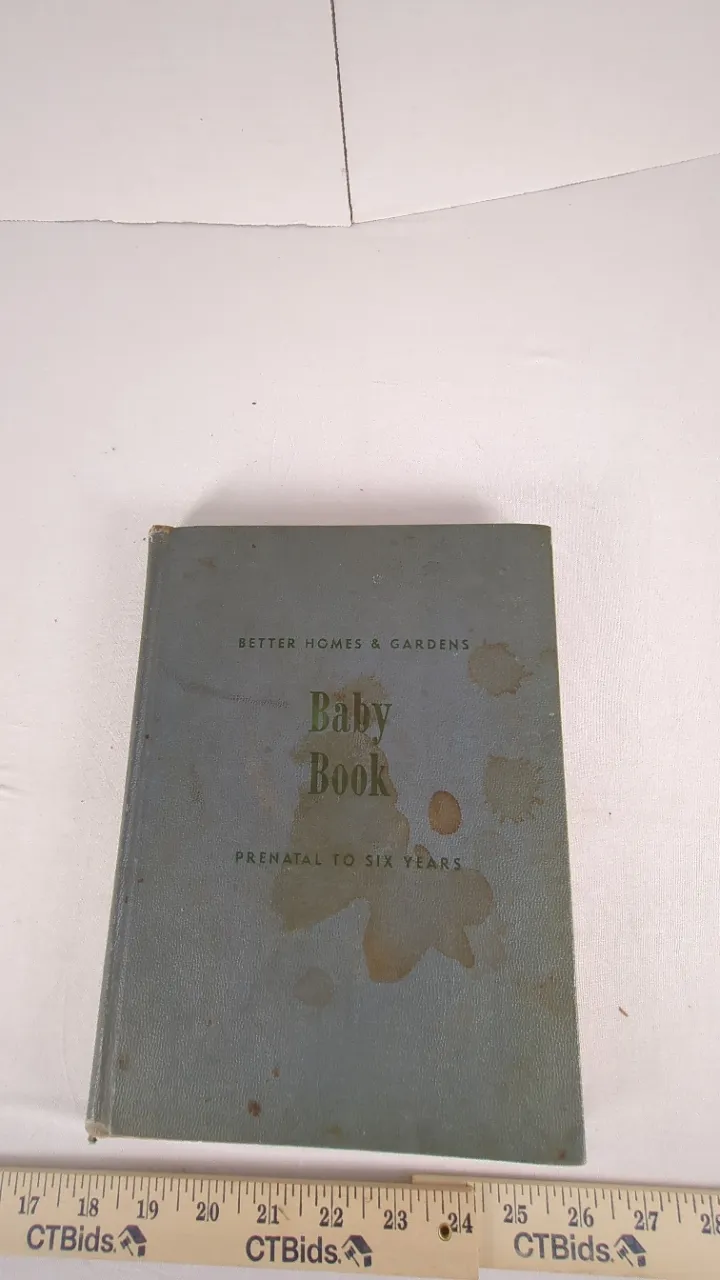 BETTER HOMES & GARDENS
Baby
Book
PRENATAL TO SIX YEARS
17 18 19 20 21 22 23 24 25 26 27 28
CTBids. CTBids. CTBids.